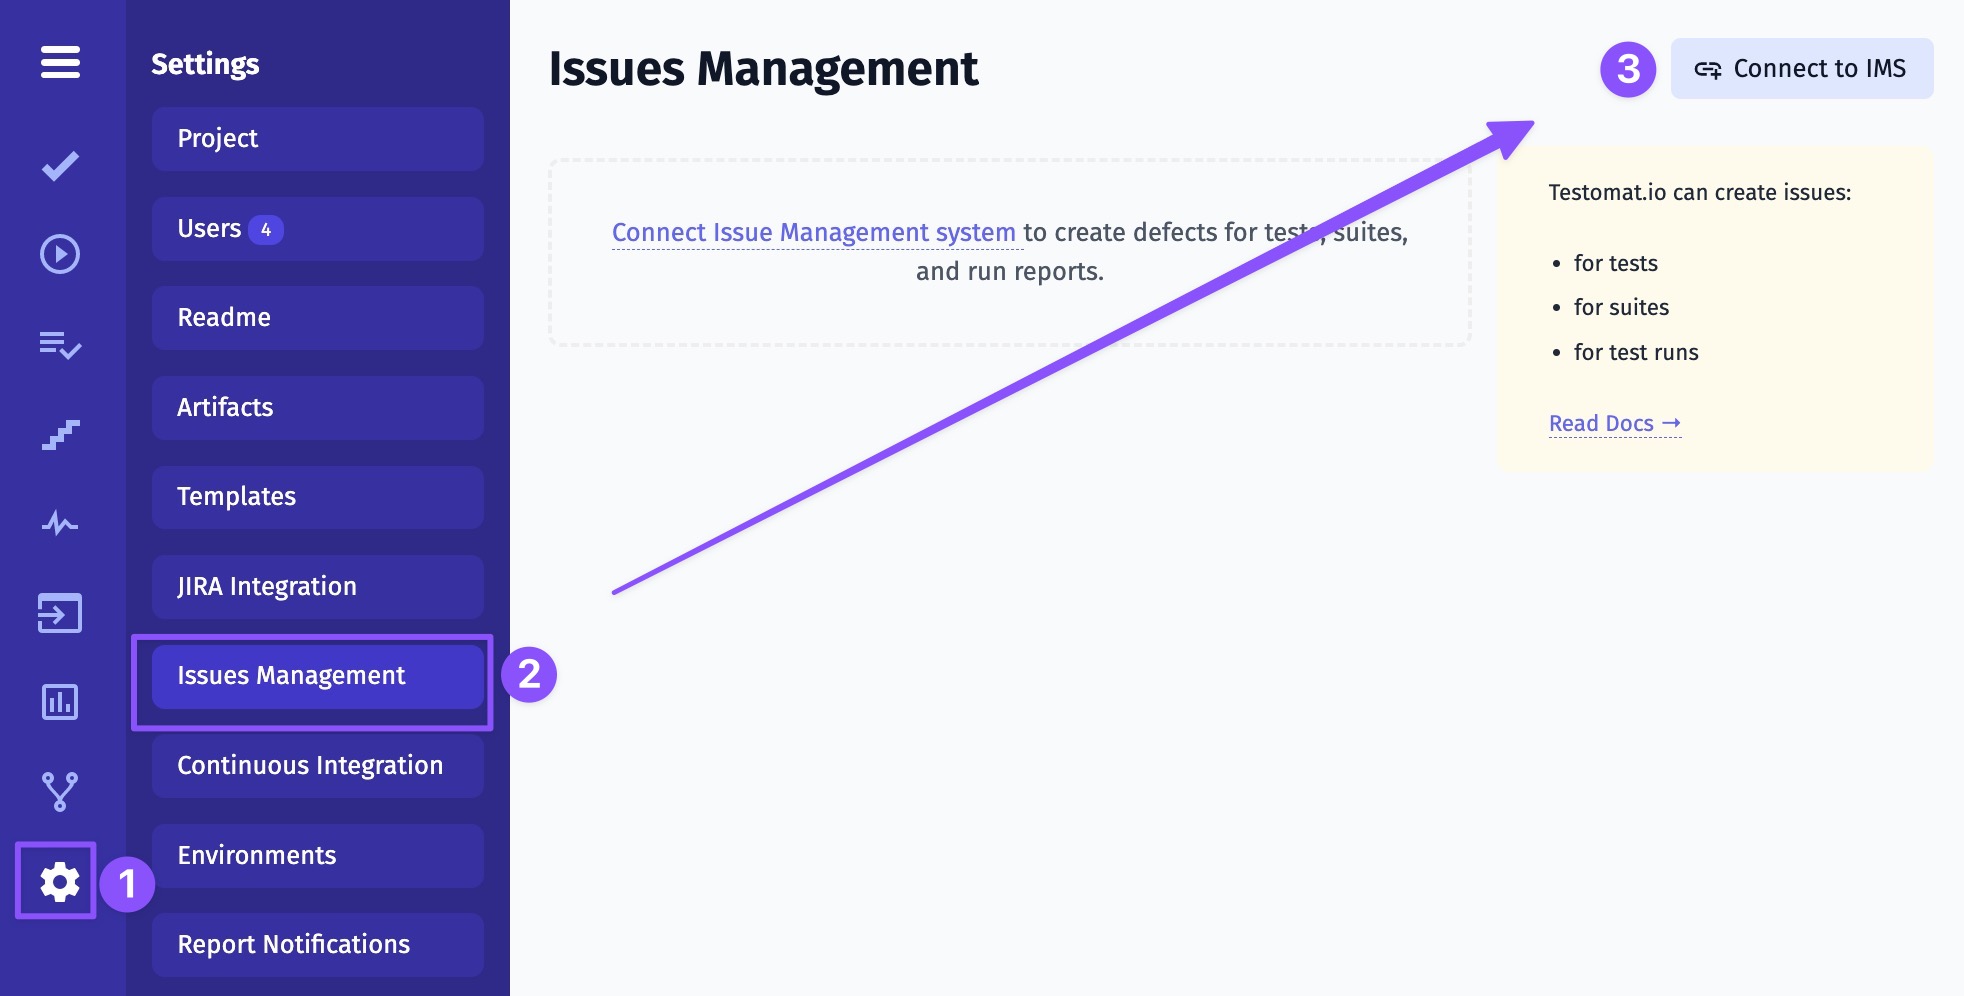 Settings
Project
Users 4
Readme
Artifacts
Templates
JIRA Integration
Issues Management
2
Continuous Integration
Environments
1
Report Notifications
Issues Management
3
Connect to IMS
Connect Issue Management system to create defects for tests, suites,
and run reports.
Testomat.io can create issues:
• for tests
• for suites
• for test runs
Read Docs →